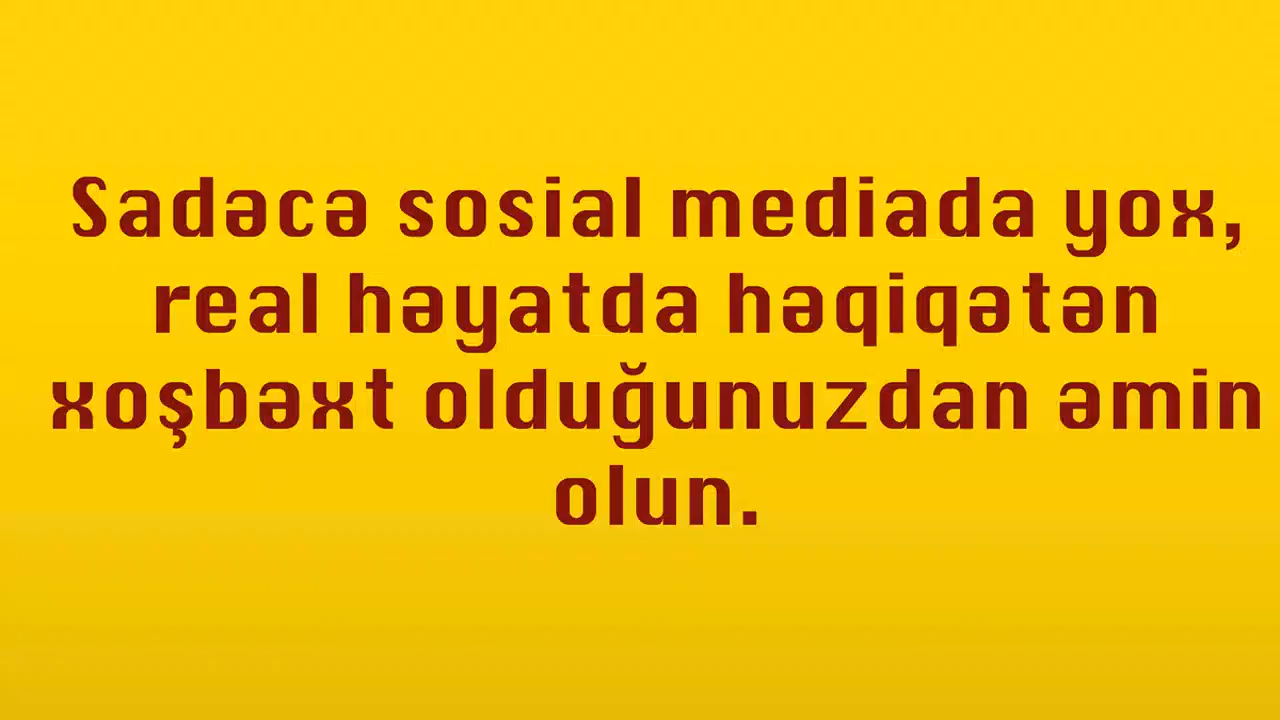 Sadəcə sosial mediada yox,
real həyatda həqiqətən
xoşbəxt olduğunuzdan əmin
olun.